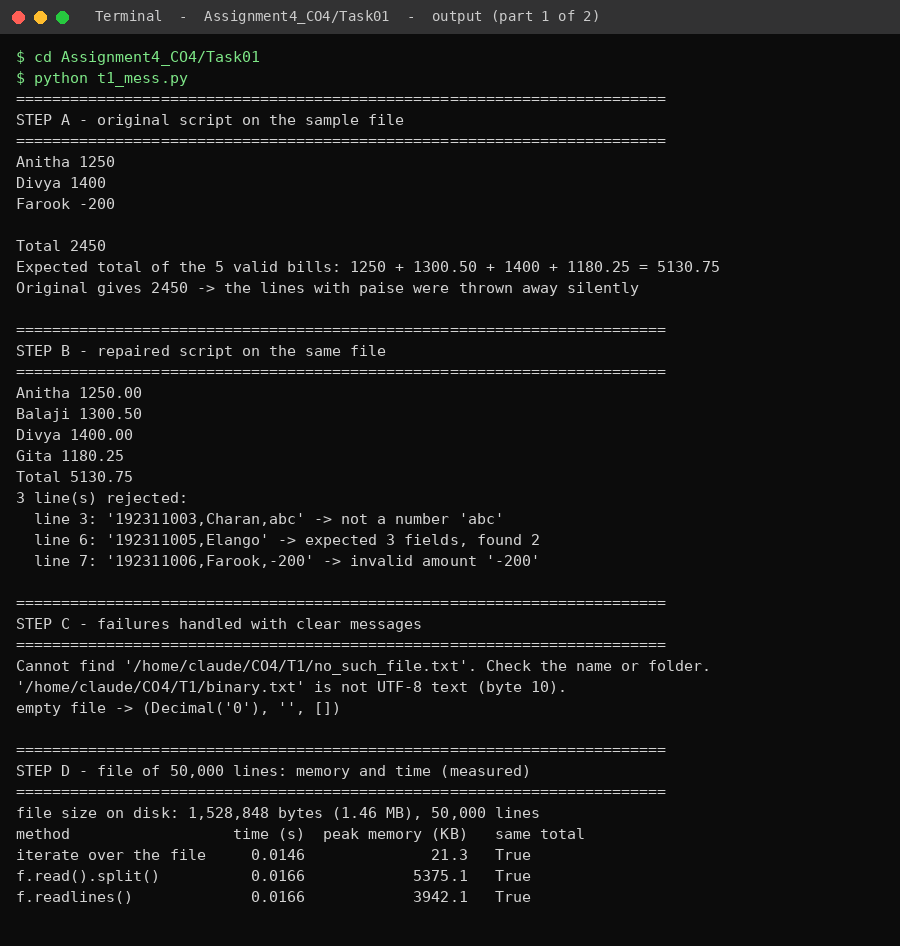 Terminal  -  Assignment4_CO4/Task01  -  output (part 1 of 2)
$ cd Assignment4_CO4/Task01
$ python t1_mess.py
========================================================================
STEP A - original script on the sample file
========================================================================
Anitha 1250
Divya 1400
Farook -200

Total 2450
Expected total of the 5 valid bills: 1250 + 1300.50 + 1400 + 1180.25 = 5130.75
Original gives 2450 -> the lines with paise were thrown away silently

========================================================================
STEP B - repaired script on the same file
========================================================================
Anitha 1250.00
Balaji 1300.50
Divya 1400.00
Gita 1180.25
Total 5130.75
3 line(s) rejected:
  line 3: '192311003,Charan,abc' -> not a number 'abc'
  line 6: '192311005,Elango' -> expected 3 fields, found 2
  line 7: '192311006,Farook,-200' -> invalid amount '-200'

========================================================================
STEP C - failures handled with clear messages
========================================================================
Cannot find '/home/claude/CO4/T1/no_such_file.txt'. Check the name or folder.
'/home/claude/CO4/T1/binary.txt' is not UTF-8 text (byte 10).
empty file -> (Decimal('0'), '', [])

========================================================================
STEP D - file of 50,000 lines: memory and time (measured)
========================================================================
file size on disk: 1,528,848 bytes (1.46 MB), 50,000 lines
method                  time (s)  peak memory (KB)   same total
iterate over the file     0.0146              21.3   True
f.read().split()          0.0166            5375.1   True
f.readlines()             0.0166            3942.1   True